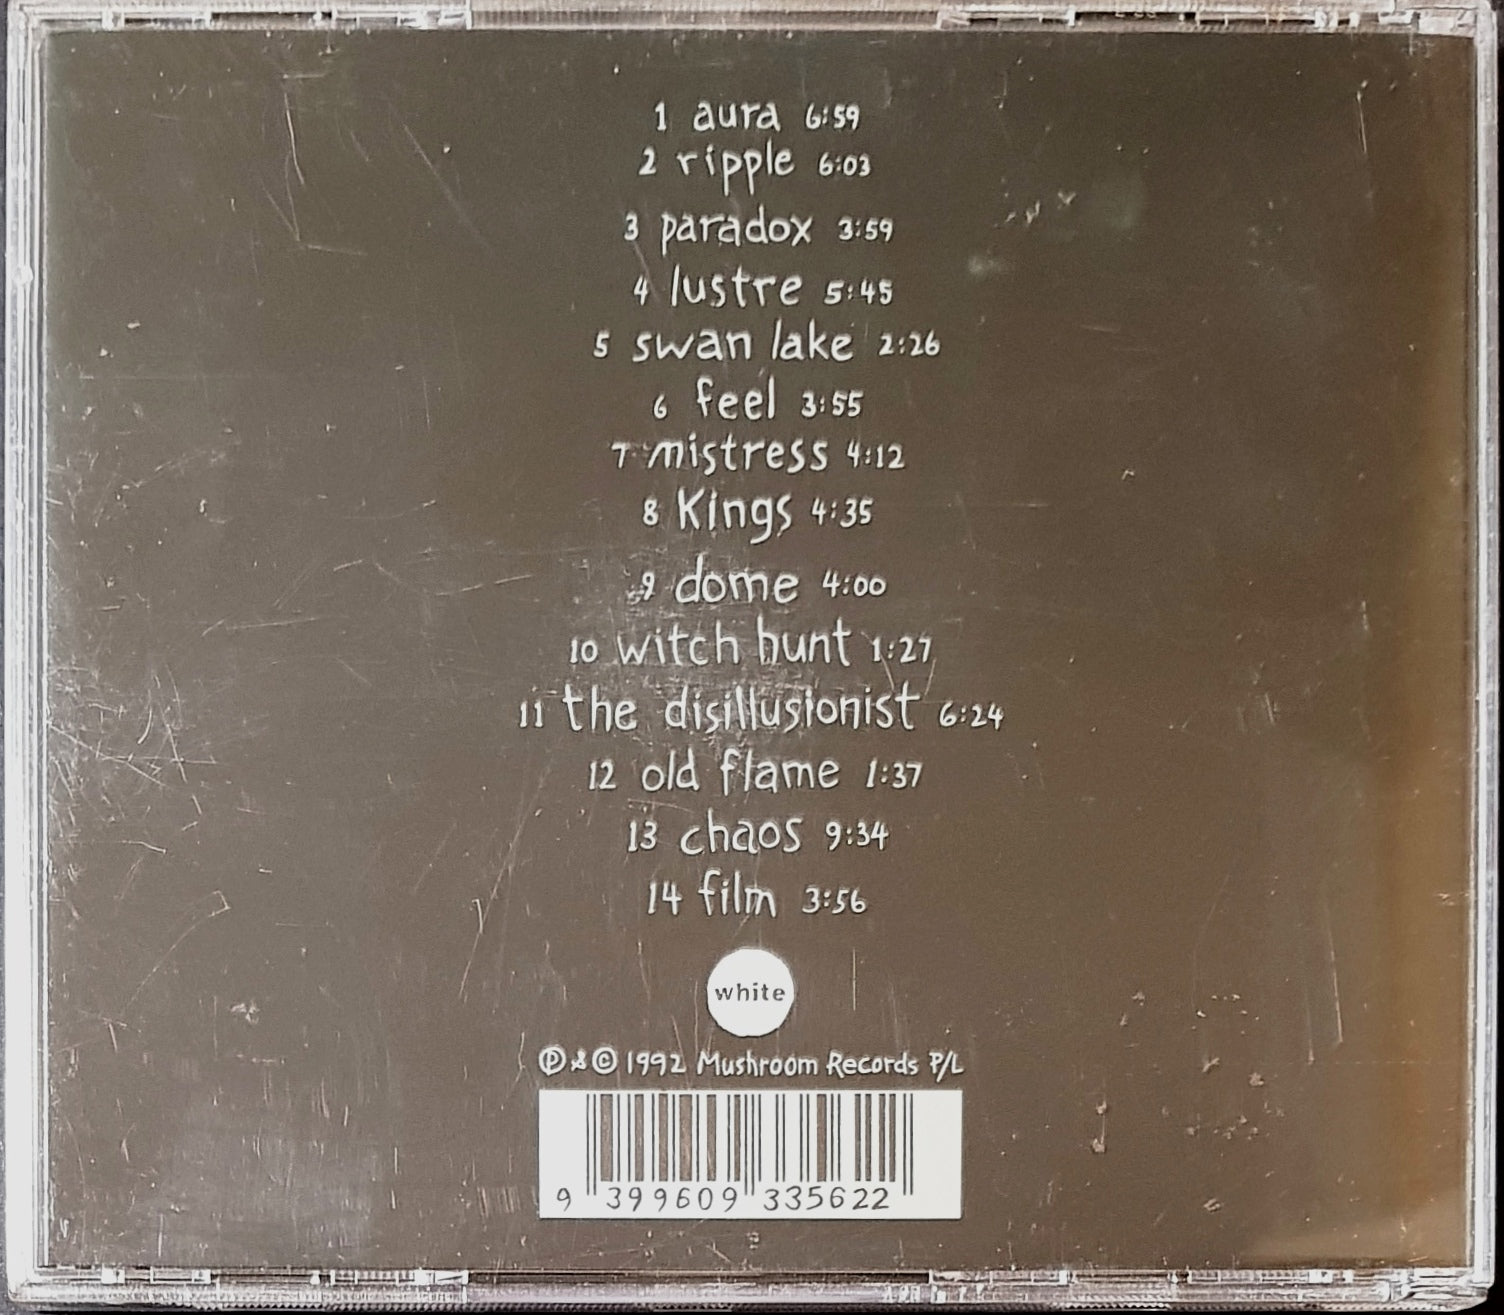 1 aura 6:59
2 ripple 6:03
3 paradox 3:59
4 lustre 5:45
5 swan lake 2:26
6 feel 3:55
7 mistress 4:12
8 Kings 4:35
9 dome 4:00
10 witch hunt 1:27
11 the disillusionist 6:24
12 old flame 1:37
13 chaos 9:34
14 film 3:56
white
℗ & © 1992 Mushroom Records P/L
9 399609 335622